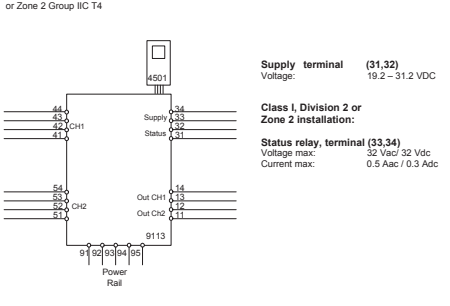 or Zone 2 Group IIC T4
4501
Supply terminal (31,32)
Voltage: 19.2 – 31.2 VDC
Class I, Division 2 or
Zone 2 installation:
Status relay, terminal (33,34)
Voltage max: 32 Vac/ 32 Vdc
Current max: 0.5 Aac / 0.3 Adc
44
43
42
41
CH1
Supply
Status
34
33
32
31
54
53
52
51
CH2
Out CH1
Out Ch2
14
13
12
11
9113
91 92 93 94 95
Power
Rail